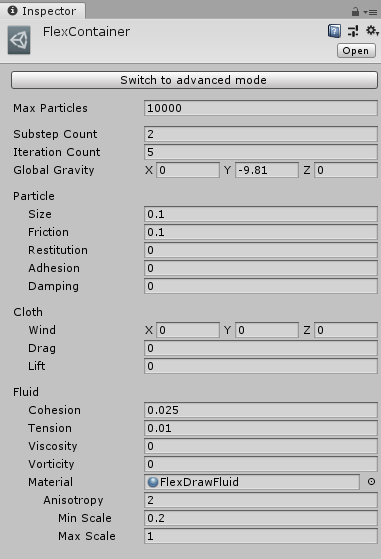 Inspector
FlexContainer
Open
Switch to advanced mode
Max Particles 10000
Substep Count 2
Iteration Count 5
Global Gravity X 0 Y -9.81 Z 0
Particle
Size 0.1
Friction 0.1
Restitution 0
Adhesion 0
Damping 0
Cloth
Wind X 0 Y 0 Z 0
Drag 0
Lift 0
Fluid
Cohesion 0.025
Tension 0.01
Viscosity 0
Vorticity 0
Material FlexDrawFluid
Anisotropy 2
Min Scale 0.2
Max Scale 1